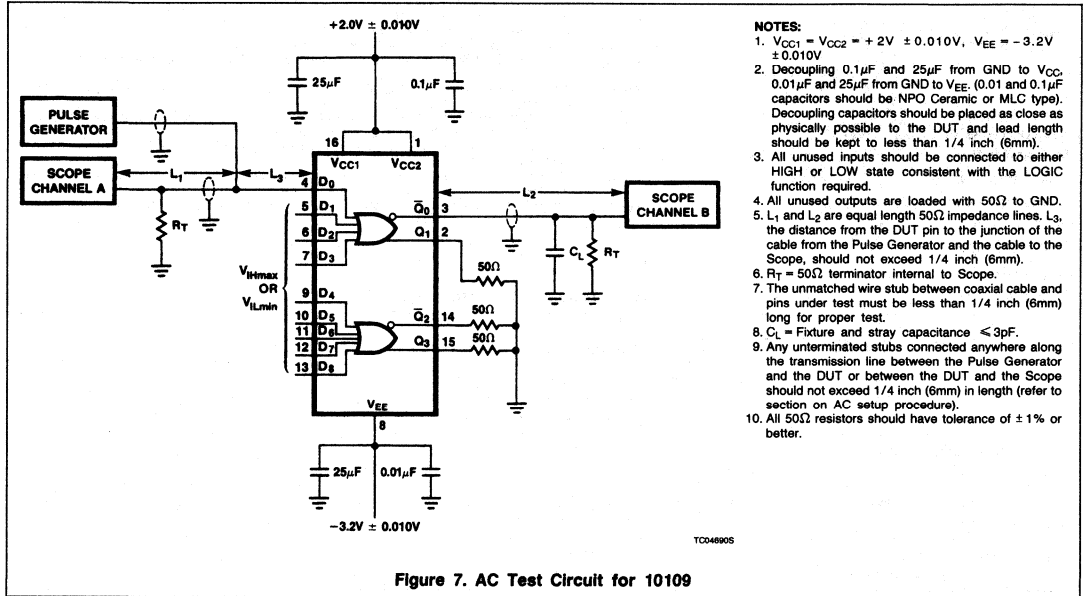 +2.0V ± 0.010V
25μF
0.1μF
PULSE
GENERATOR
SCOPE
CHANNEL A
L1
L3
RT
16
1
VCC1
VCC2
4 D0
5 D1
6 D2
7 D3
VIHmax
OR
VILmin
9 D4
10 D5
11 D6
12 D7
13 D8
Q̅0 3
Q1 2
Q̅2 14
Q3 15
VEE
8
L2
SCOPE
CHANNEL B
CL
RT
50Ω
50Ω
50Ω
25μF
0.01μF
−3.2V ± 0.010V
NOTES:
1. VCC1 = VCC2 = + 2V ± 0.010V, VEE = − 3.2V
± 0.010V
2. Decoupling 0.1μF and 25μF from GND to VCC,
0.01μF and 25μF from GND to VEE. (0.01 and 0.1μF
capacitors should be NPO Ceramic or MLC type).
Decoupling capacitors should be placed as close as
physically possible to the DUT and lead length
should be kept to less than 1/4 inch (6mm).
3. All unused inputs should be connected to either
HIGH or LOW state consistent with the LOGIC
function required.
4. All unused outputs are loaded with 50Ω to GND.
5. L1 and L2 are equal length 50Ω impedance lines. L3,
the distance from the DUT pin to the junction of the
cable from the Pulse Generator and the cable to the
Scope, should not exceed 1/4 inch (6mm).
6. RT = 50Ω terminator internal to Scope.
7. The unmatched wire stub between coaxial cable and
pins under test must be less than 1/4 inch (6mm)
long for proper test.
8. CL = Fixture and stray capacitance ≤ 3pF.
9. Any unterminated stubs connected anywhere along
the transmission line between the Pulse Generator
and the DUT or between the DUT and the Scope
should not exceed 1/4 inch (6mm) in length (refer to
section on AC setup procedure).
10. All 50Ω resistors should have tolerance of ± 1% or
better.
TC04690S
Figure 7. AC Test Circuit for 10109